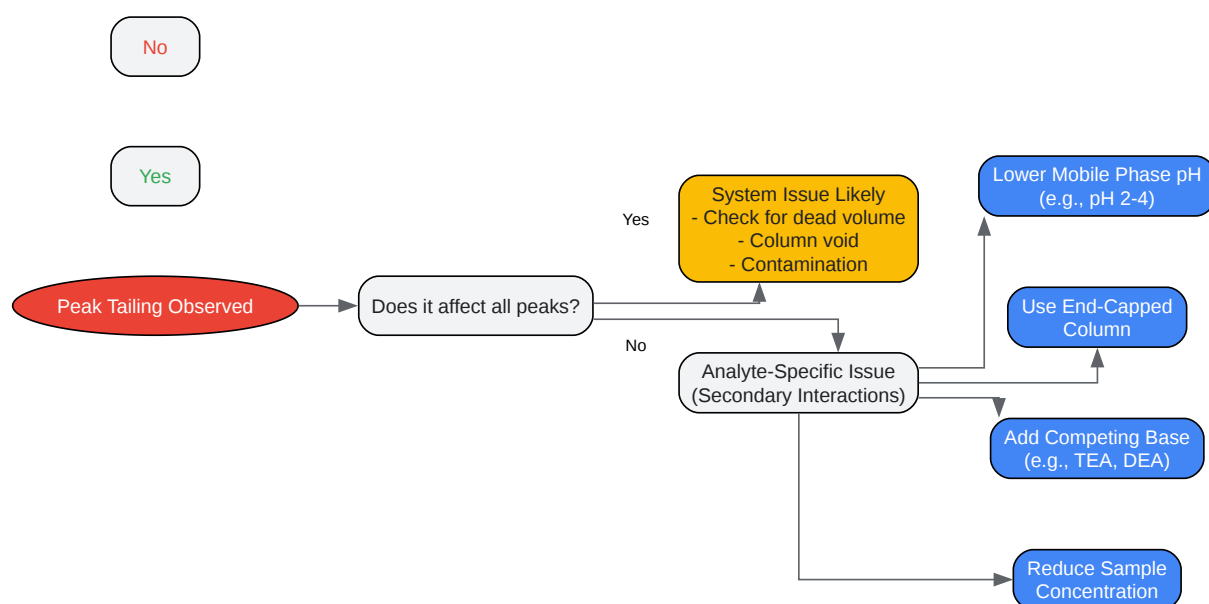 No
Yes
Peak Tailing Observed
Does it affect all peaks?
Yes
System Issue Likely
- Check for dead volume
- Column void
- Contamination
No
Analyte-Specific Issue
(Secondary Interactions)
Lower Mobile Phase pH
(e.g., pH 2-4)
Use End-Capped
Column
Add Competing Base
(e.g., TEA, DEA)
Reduce Sample
Concentration